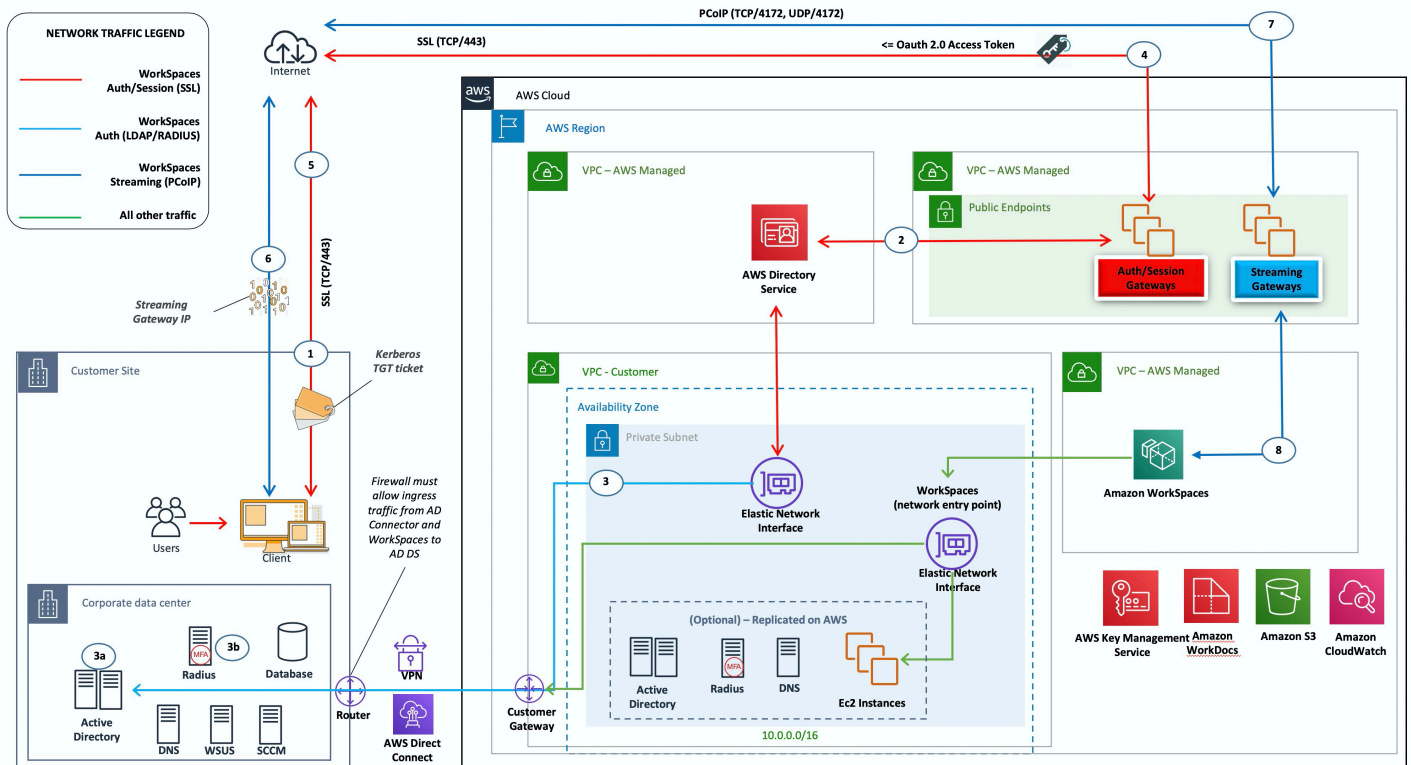 PCoIP (TCP/4172, UDP/4172)
7
NETWORK TRAFFIC LEGEND
WorkSpaces
Auth/Session (SSL)
WorkSpaces
Auth (LDAP/RADIUS)
WorkSpaces
Streaming (PCoIP)
All other traffic
Internet
SSL (TCP/443)
<= Oauth 2.0 Access Token
4
aws
AWS Cloud
AWS Region
VPC – AWS Managed
VPC – AWS Managed
Public Endpoints
5
2
6
SSL (TCP/443)
AWS Directory
Service
Auth/Session
Gateways
Streaming
Gateways
Streaming
Gateway IP
1
Kerberos
TGT ticket
Customer Site
VPC - Customer
VPC – AWS Managed
Availability Zone
Private Subnet
8
Firewall must
allow ingress
traffic from AD
Connector and
WorkSpaces to
AD DS
3
Elastic Network
Interface
WorkSpaces
(network entry point)
Amazon WorkSpaces
Users
Client
Elastic Network
Interface
Corporate data center
3a
MFA
3b
Radius
Database
Active
Directory
DNS
WSUS
SCCM
VPN
Router
AWS Direct
Connect
Customer
Gateway
(Optional) – Replicated on AWS
Active
Directory
MFA
Radius
DNS
Ec2 Instances
10.0.0.0/16
AWS Key Management
Service
Amazon
WorkDocs
Amazon S3
Amazon
CloudWatch